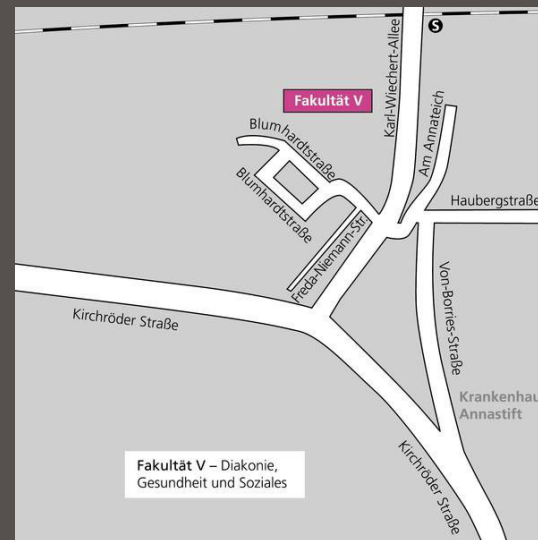 S
Karl-Wiechert-Allee
Fakultät V
Am Annateich
Blumhardtstraße
Blumhardtstraße
Haubergstraße
Freda-Niemann-Str.
Von-Borries-Straße
Kirchröder Straße
Krankenhau
Annastift
Kirchröder Straße
Fakultät V – Diakonie,
Gesundheit und Soziales